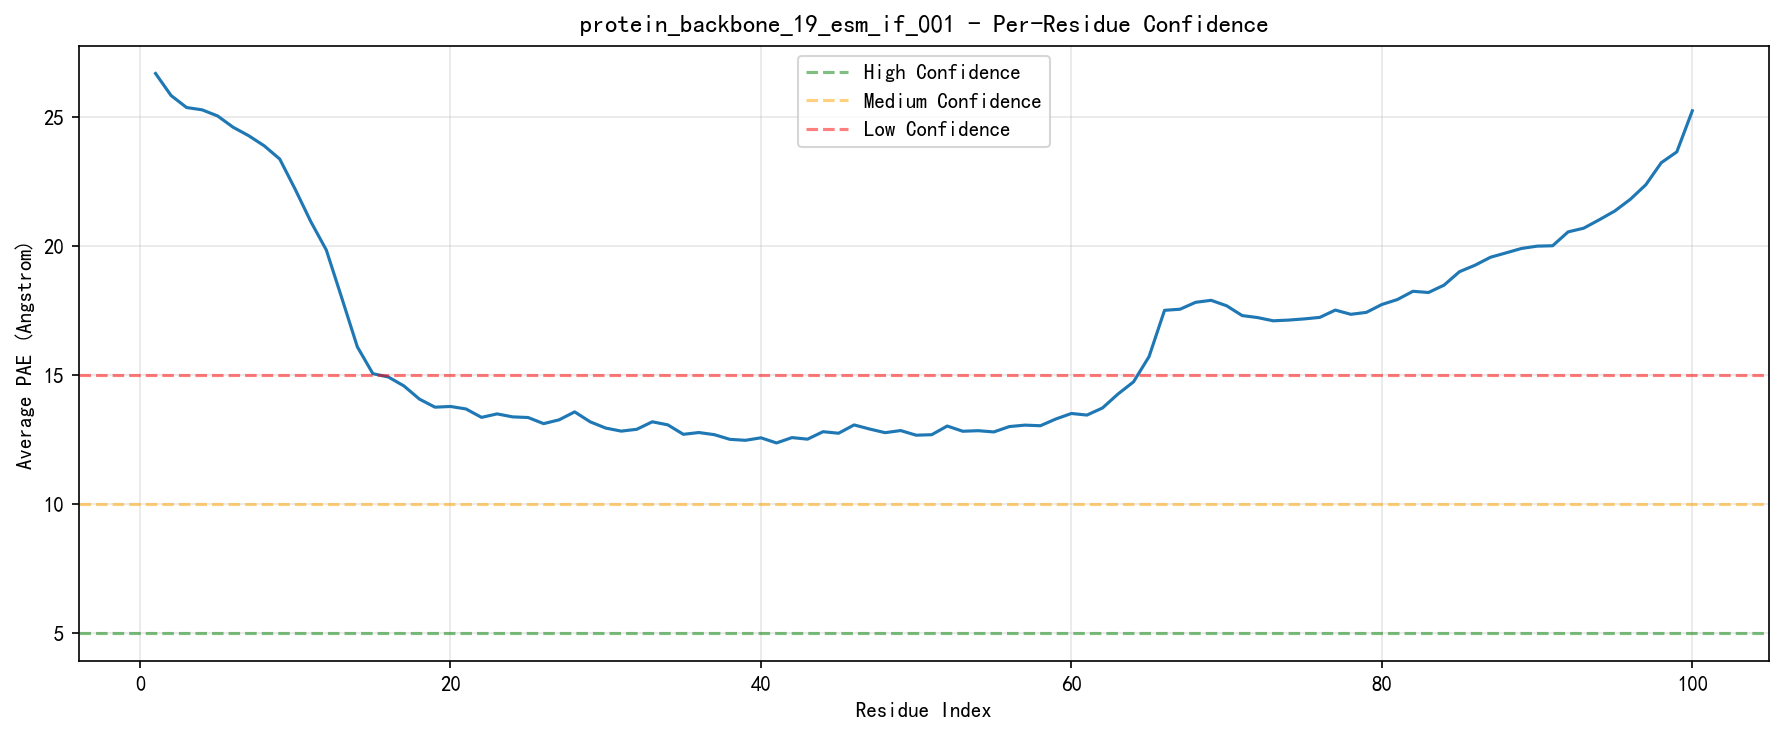 protein_backbone_19_esm_if_001 - Per-Residue Confidence
High Confidence
Medium Confidence
Low Confidence
Average PAE (Angstrom)
25
20
15
10
5
0
20
40
60
80
100
Residue Index